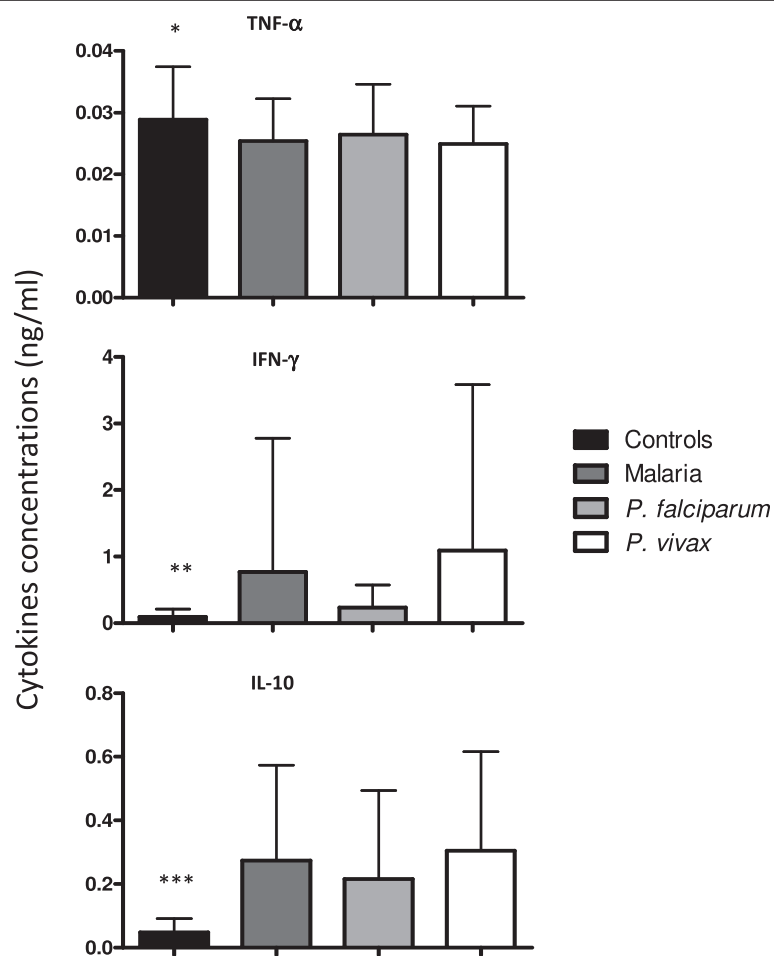 *
TNF-α
0.04
0.03
0.02
0.01
0.00
Cytokines concentrations (ng/ml)
IFN-γ
4
3
2
1
0
**
Controls
Malaria
P. falciparum
P. vivax
IL-10
0.8
0.6
0.4
0.2
0.0
***